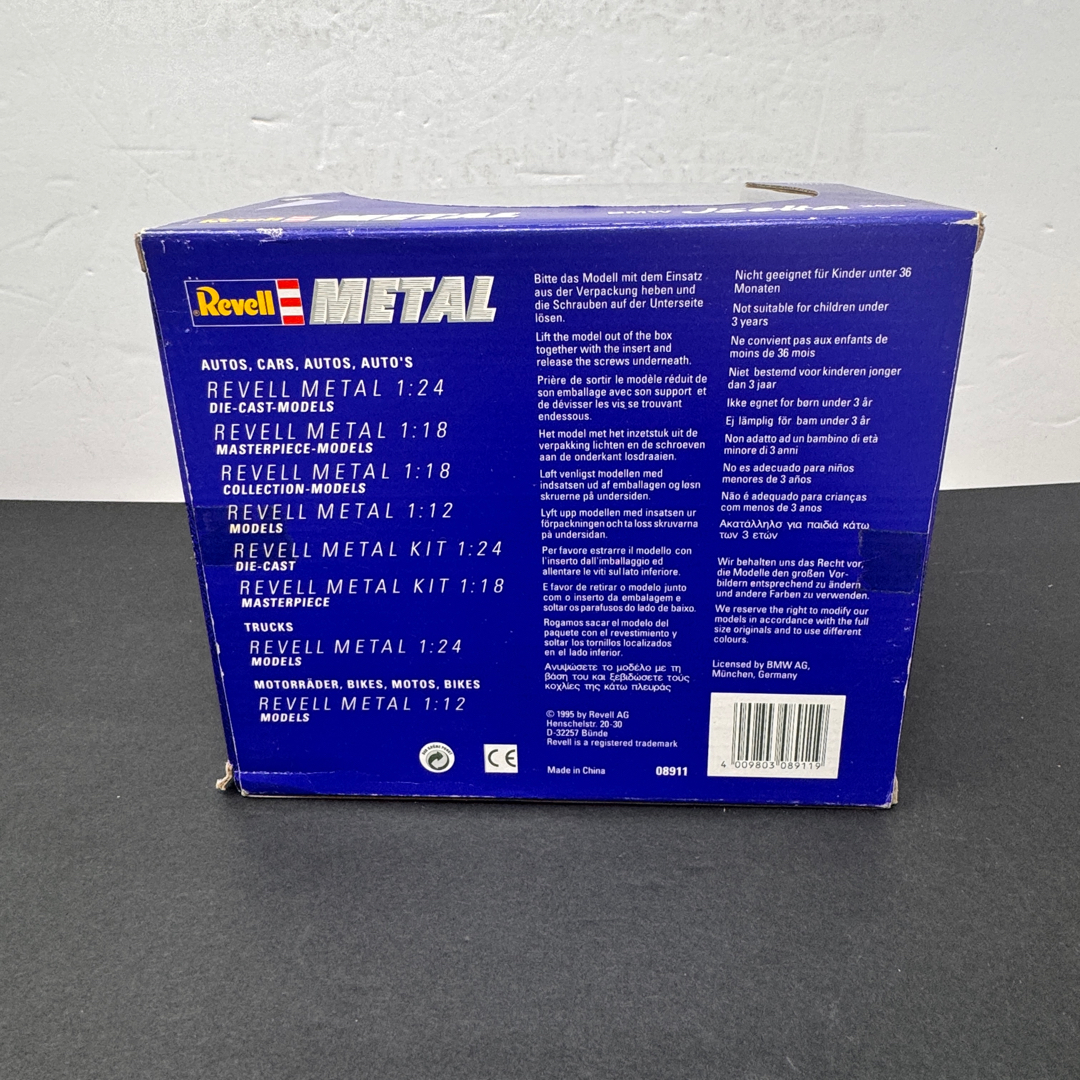 Revell METAL
BMW Isetta
Revell METAL
AUTOS, CARS, AUTOS, AUTO'S
REVELL METAL 1:24
DIE-CAST-MODELS
REVELL METAL 1:18
MASTERPIECE-MODELS
REVELL METAL 1:18
COLLECTION-MODELS
REVELL METAL 1:12
MODELS
REVELL METAL KIT 1:24
DIE-CAST
REVELL METAL KIT 1:18
MASTERPIECE
TRUCKS
REVELL METAL 1:24
MODELS
MOTORRÄDER, BIKES, MOTOS, BIKES
REVELL METAL 1:12
MODELS
CE
Bitte das Modell mit dem Einsatz
aus der Verpackung heben und
die Schrauben auf der Unterseite
lösen.
Lift the model out of the box
together with the insert and
release the screws underneath.
Prière de sortir le modèle réduit de
son emballage avec son support et
de dévisser les vis se trouvant
endessous.
Het model met het inzetstuk uit de
verpakking lichten en de schroeven
aan de onderkant losdraaien.
Løft venligst modellen med
indsatsen ud af emballagen og løsn
skruerne på undersiden.
Lyft upp modellen med insatsen ur
förpackningen och ta loss skruvarna
på undersidan.
Per favore estrarre il modello con
l'inserto dall'imballaggio ed
allentare le viti sul lato inferiore.
E favor de retirar o modelo junto
com o inserto da embalagem e
soltar os parafusos do lado de baixo.
Rogamos sacar el modelo del
paquete con el revestimiento y
soltar los tornillos localizados
en el lado inferior.
Ανυψώσετε το μοδέλο με τη
βάση του και ξεβιδώσετε τούς
κοχλίες της κάτω πλευράς
© 1995 by Revell AG
Henschelstr. 20-30
D-32257 Bünde
Revell is a registered trademark
Made in China 08911
Nicht geeignet für Kinder unter 36
Monaten
Not suitable for children under
3 years
Ne convient pas aux enfants de
moins de 36 mois
Niet bestemd voor kinderen jonger
dan 3 jaar
Ikke egnet for børn under 3 år
Ej lämplig för bam under 3 år
Non adatto ad un bambino di età
minore di 3 anni
No es adecuado para niños
menores de 3 años
Não é adequado para crianças
com menos de 3 anos
Ακατάλληλσ για παιδιά κάτω
των 3 ετών
Wir behalten uns das Recht vor,
die Modelle den großen Vor-
bildern entsprechend zu ändern
und andere Farben zu verwenden.
We reserve the right to modify our
models in accordance with the full
size originals and to use different
colours.
Licensed by BMW AG,
München, Germany
4 009803 089119